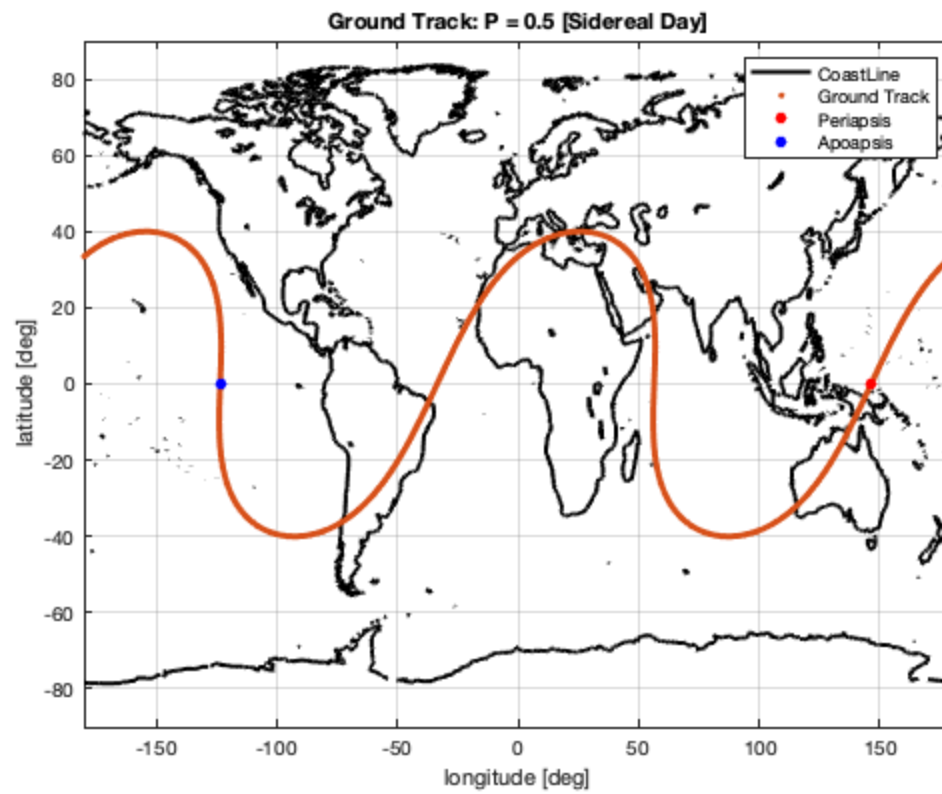 Ground Track: P = 0.5 [Sidereal Day]
CoastLine
Ground Track
Periapsis
Apoapsis
80
60
40
20
0
-20
-40
-60
-80
latitude [deg]
-150 -100 -50 0 50 100 150
longitude [deg]